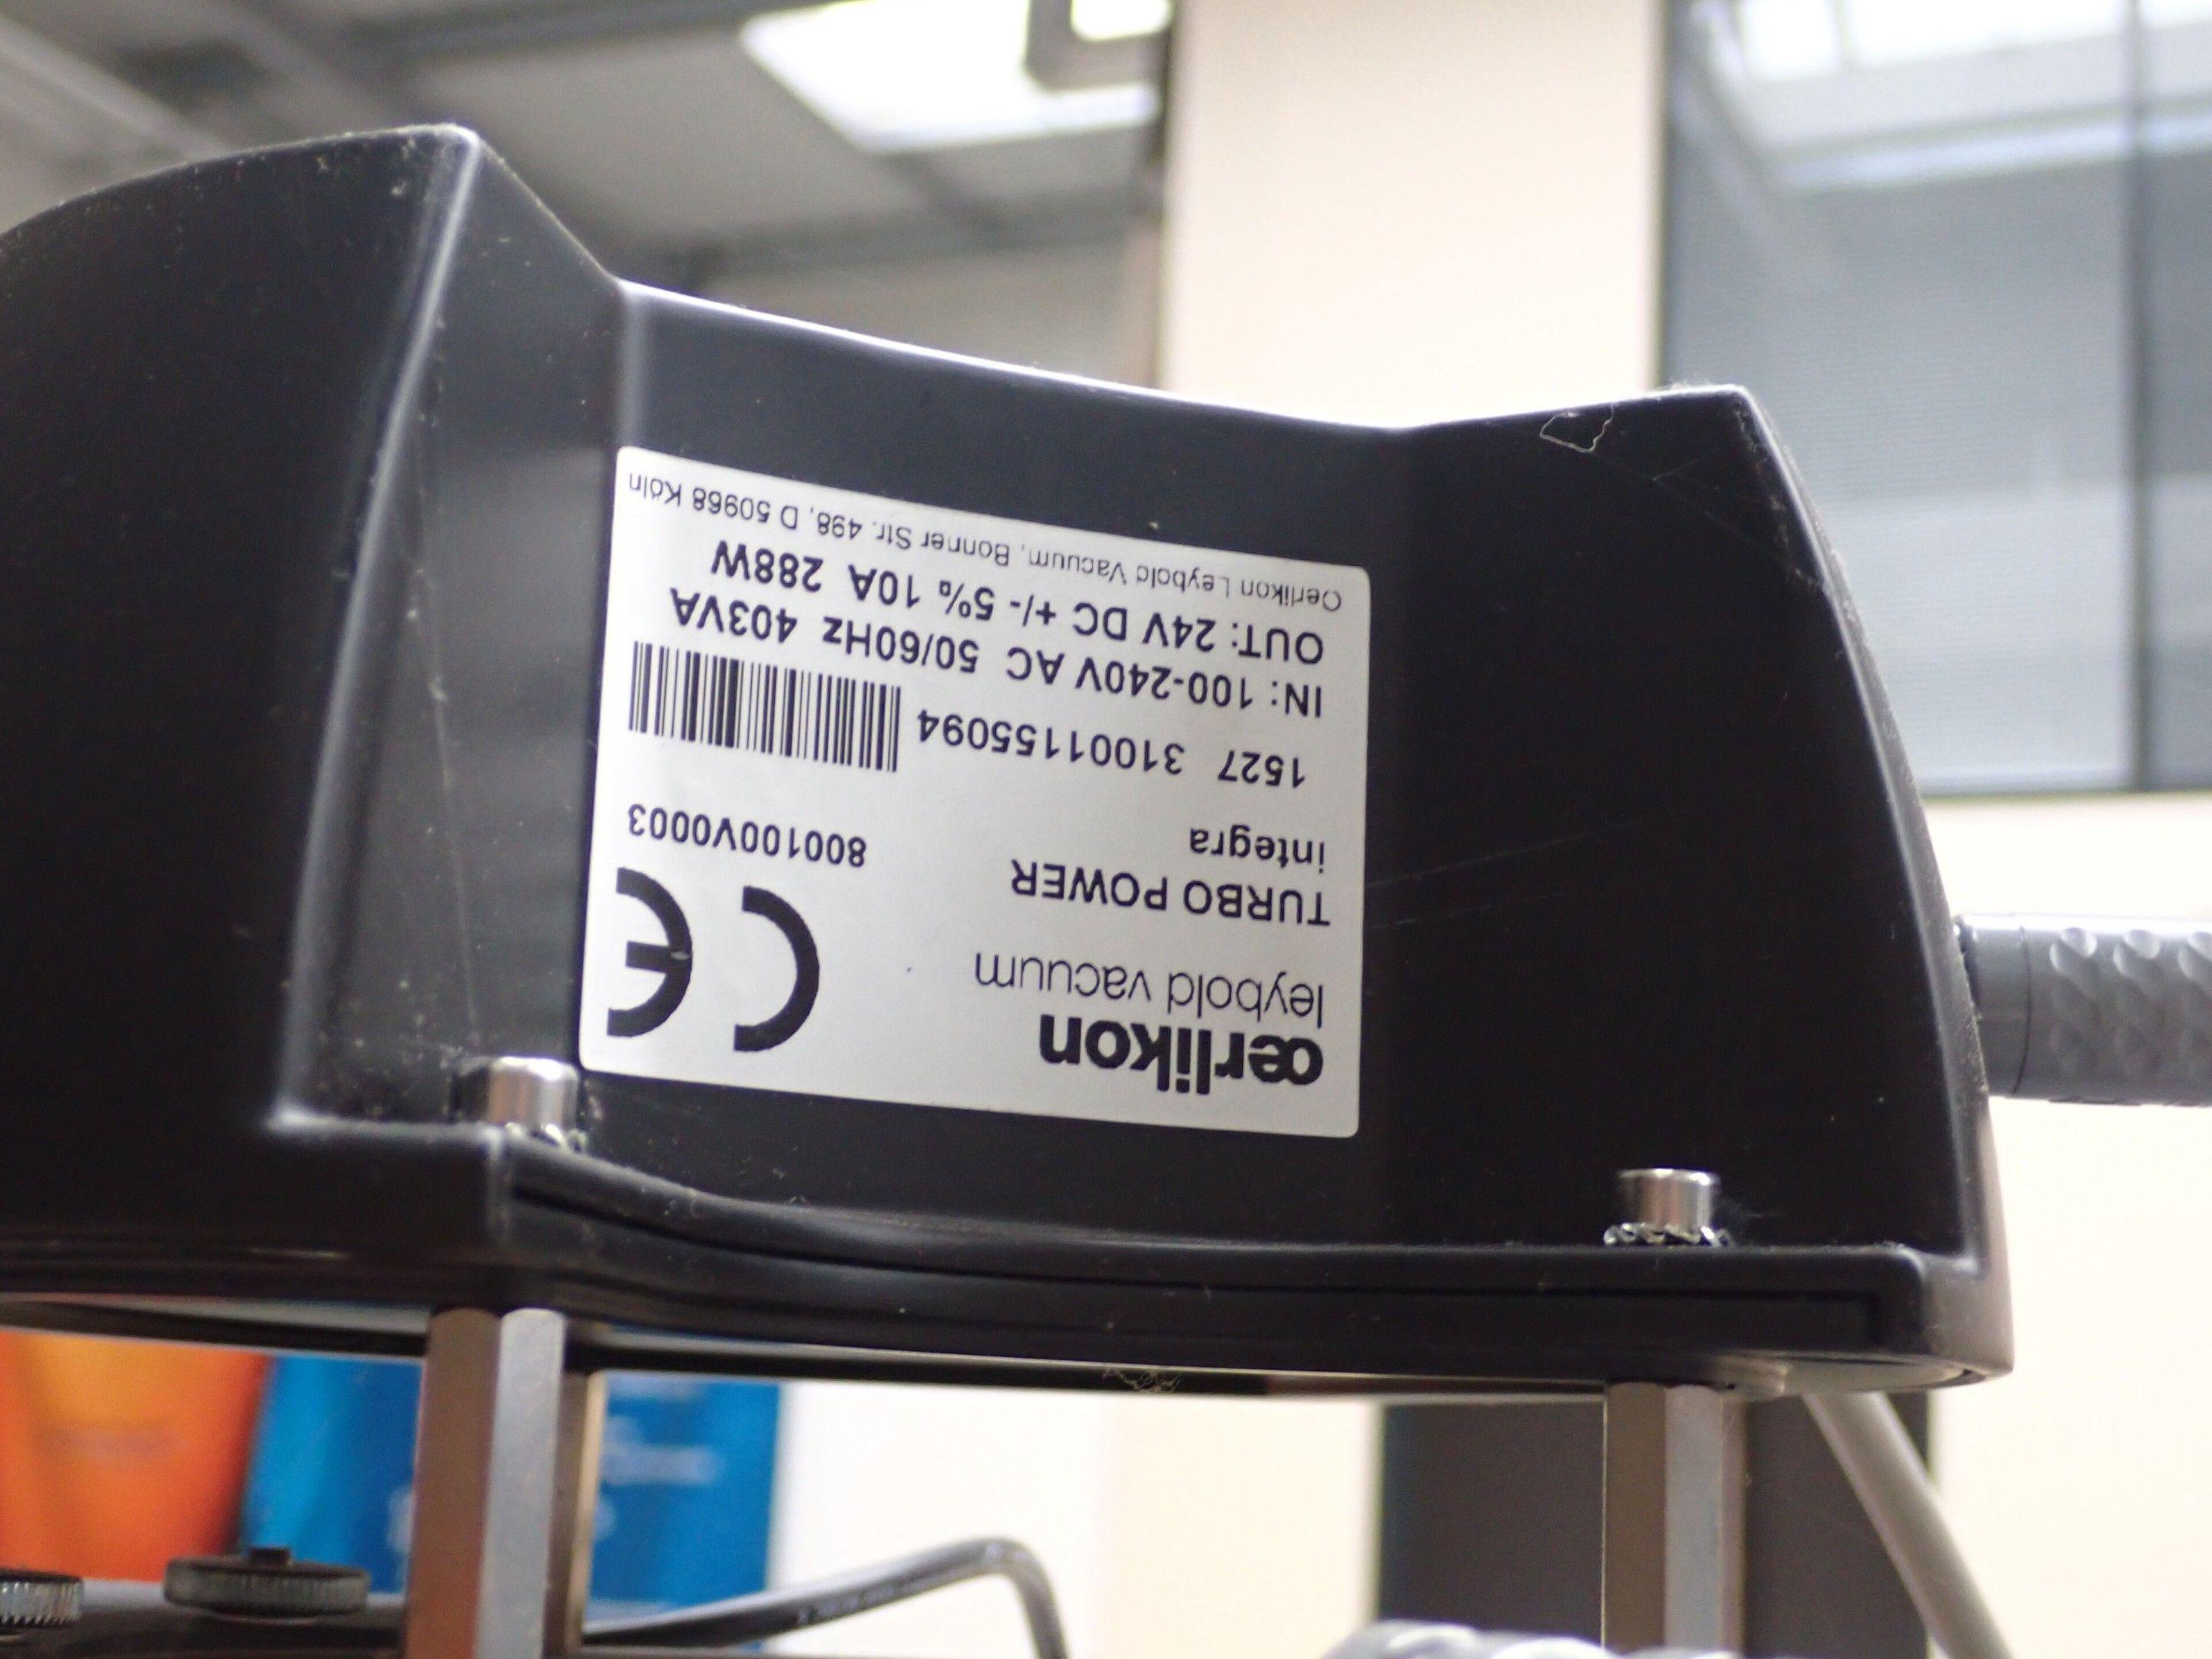 œrlikon
leybold vacuum
CE
TURBO POWER
integra
800100V0003
1527 31001155094
IN: 100-240V AC 50/60Hz 403VA
OUT: 24V DC +/- 5% 10A 288W
Oerlikon Leybold Vacuum, Bonner Str. 498, D 50968 Köln